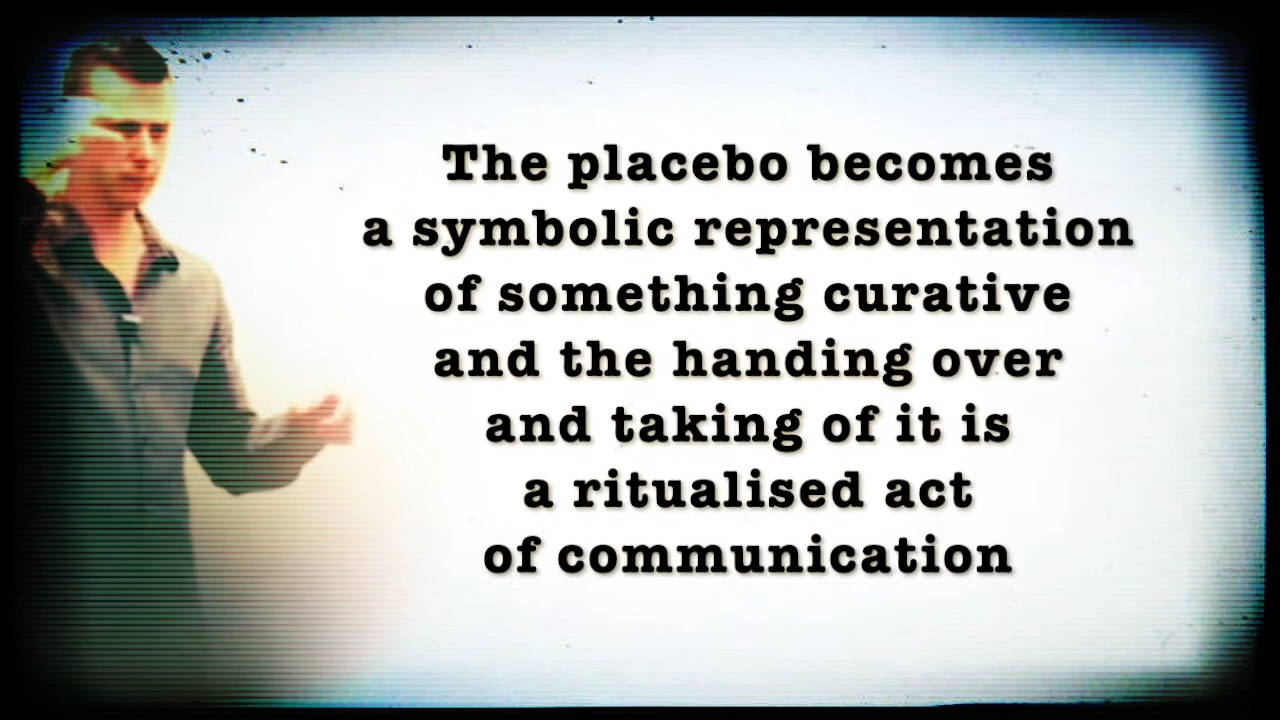 The placebo becomes
a symbolic representation
of something curative
and the handing over
and taking of it is
a ritualised act
of communication